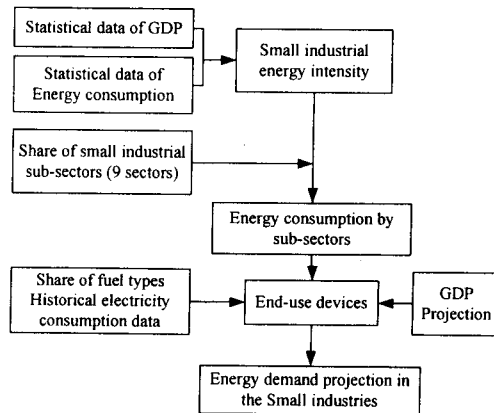 Statistical data of GDP
Small industrial
energy intensity
Statistical data of
Energy consumption
Share of small industrial
sub-sectors (9 sectors)
Energy consumption by
sub-sectors
Share of fuel types
Historical electricity
consumption data
End-use devices
GDP
Projection
Energy demand projection in
the Small industries